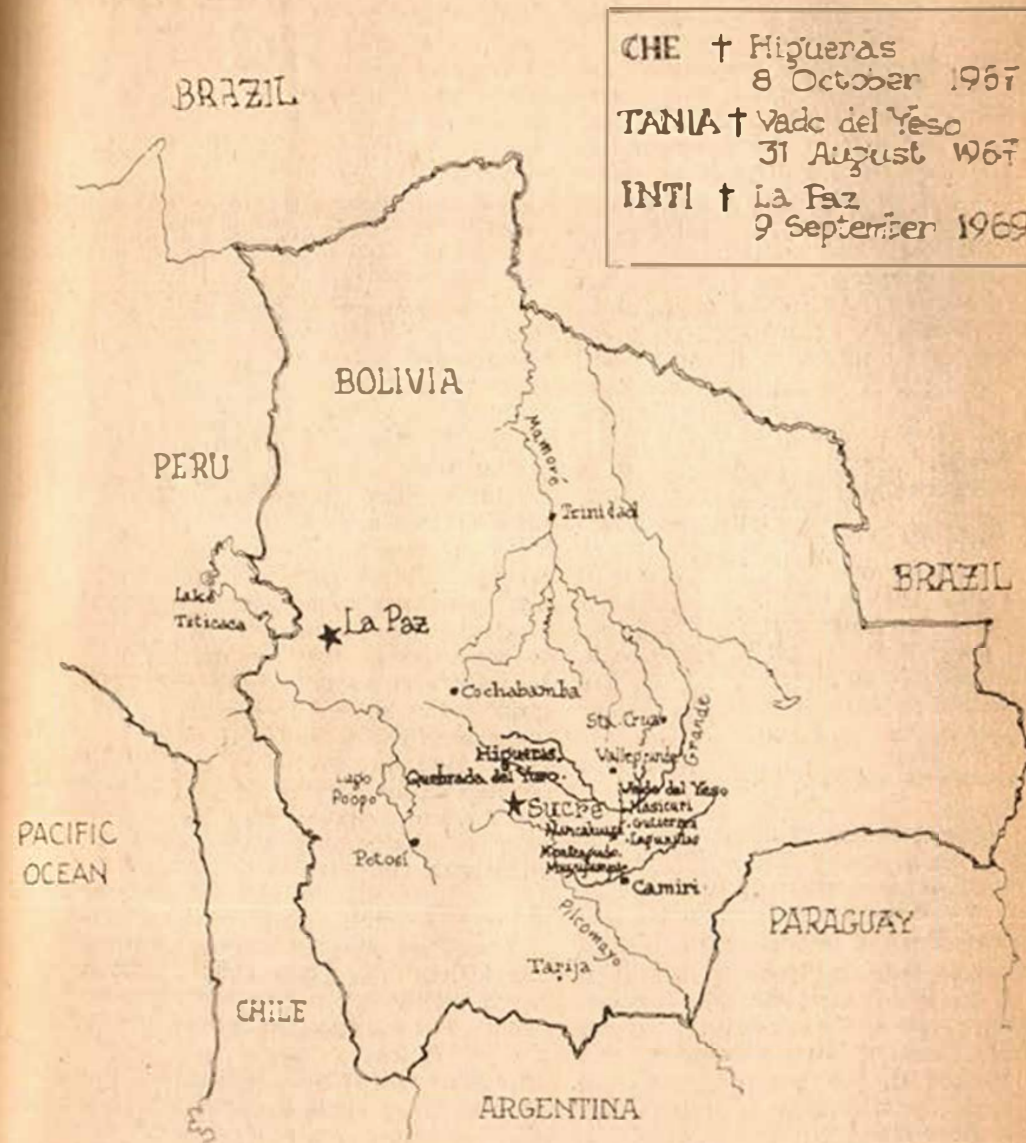 CHE † Higueras
8 October 1967
TANIA † Vado del Yeso
31 August 1967
INTI † La Paz
9 September 1969
BRAZIL
BOLIVIA
PERU
Mamoré
Trinidad
BRAZIL
Lake
Titicaca
La Paz
Cochabamba
Sta. Cruz
Grande
Higueras
Vallegrande
Quebrada del Yuro
Vado del Yeso
Lago
Poopo
Sucre
Masicuri
Gutierrez
Lagunillas
Potosí
Camiri
PACIFIC
OCEAN
Pilcomayo
PARAGUAY
Tarija
CHILE
ARGENTINA